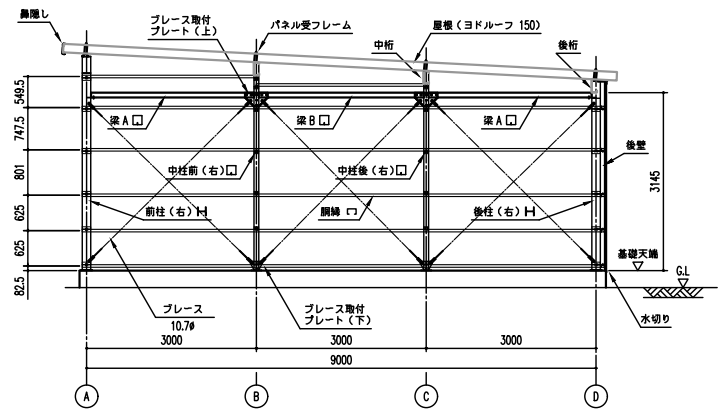 鼻隠し
ブレース取付
プレート(上)
パネル受フレーム
中桁
屋根(ヨドルーフ 150)
後桁
549.5
747.5
801
625
625
82.5
梁A
梁B
梁A
中柱前(右)
中柱後(右)
後壁
前柱(右)
胴縁
後柱(右)
3145
基礎天端
G.L
水切り
ブレース
10.7φ
ブレース取付
プレート(下)
3000
3000
3000
9000
A
B
C
D